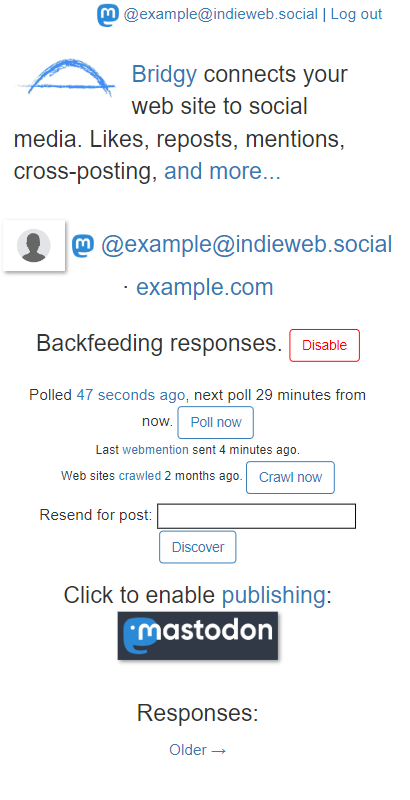 @example@indieweb.social | Log out
Bridgy connects your
web site to social
media. Likes, reposts, mentions,
cross-posting, and more...
@example@indieweb.social
· example.com
Backfeeding responses. Disable
Polled 47 seconds ago, next poll 29 minutes from
now. Poll now
Last webmention sent 4 minutes ago.
Web sites crawled 2 months ago. Crawl now
Resend for post:
Discover
Click to enable publishing:
mastodon
Responses:
Older →